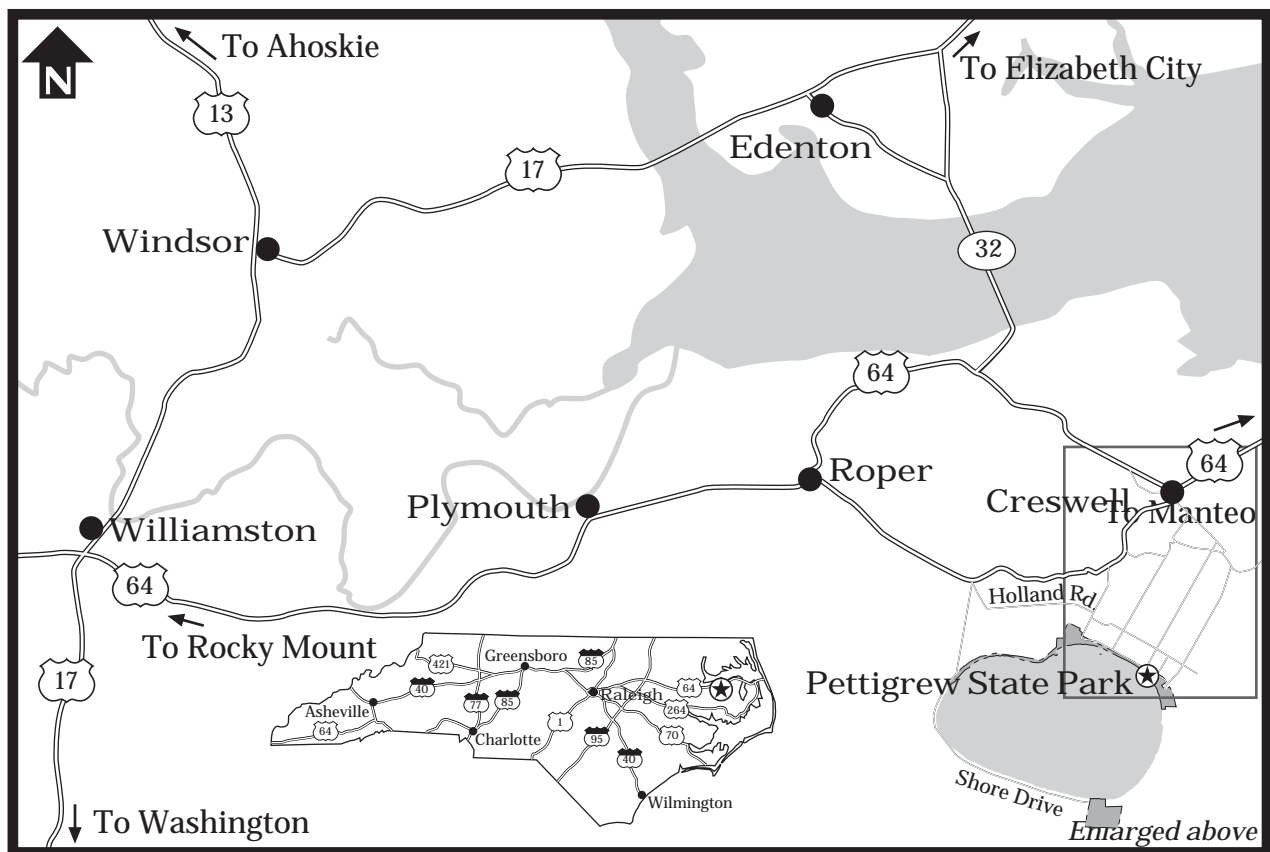 To Ahoskie
N
13
To Elizabeth City
Edenton
17
Windsor
32
64
Roper
64
Creswell
To Manteo
Plymouth
Williamston
64
Holland Rd.
To Rocky Mount
17
Pettigrew State Park
Greensboro
421
85
40
Raleigh
64
77
85
264
Asheville
1
64
Charlotte
95
70
40
Wilmington
Shore Drive
To Washington
Enlarged above